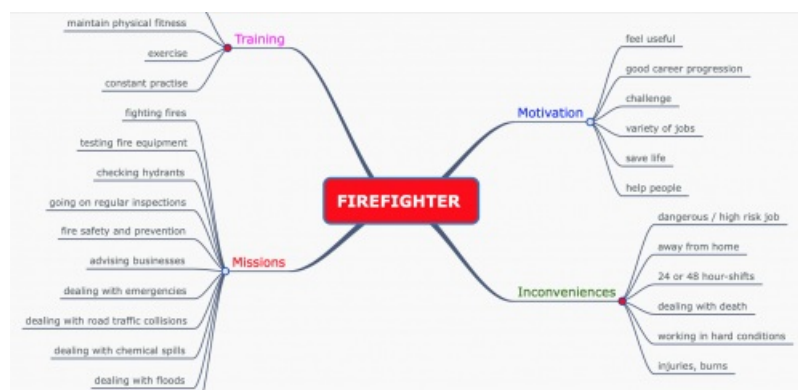 maintain physical fitness
exercise
constant practise
Training
fighting fires
testing fire equipment
checking hydrants
going on regular inspections
fire safety and prevention
advising businesses
dealing with emergencies
dealing with road traffic collisions
dealing with chemical spills
dealing with floods
Missions
FIREFIGHTER
Motivation
feel useful
good career progression
challenge
variety of jobs
save life
help people
Inconveniences
dangerous / high risk job
away from home
24 or 48 hour-shifts
dealing with death
working in hard conditions
injuries, burns